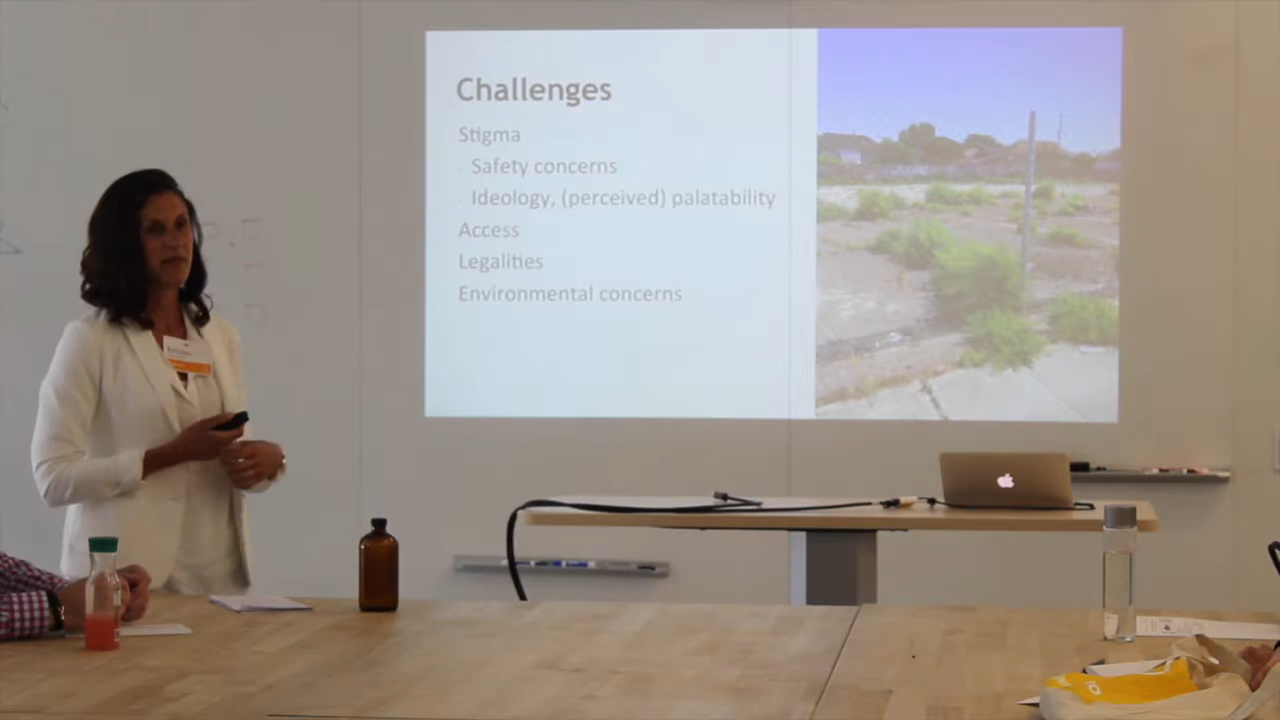 Challenges
Stigma
Safety concerns
Ideology, (perceived) palatability
Access
Legalities
Environmental concerns